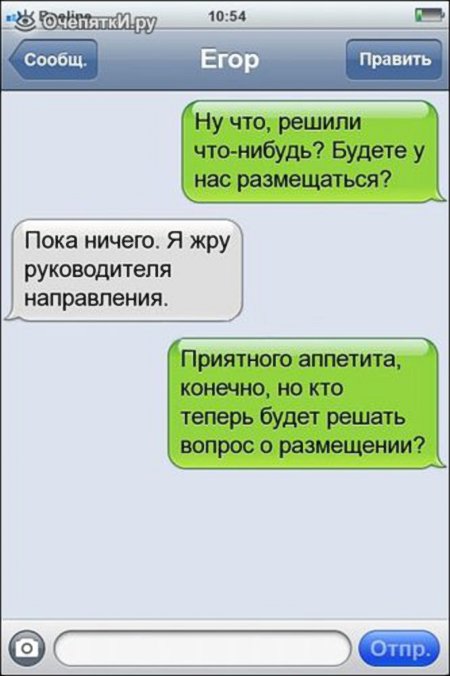 ОчепяткИ.ру
10:54
Сообщ.
Егор
Править
Ну что, решили
что-нибудь? Будете у
нас размещаться?
Пока ничего. Я жру
руководителя
направления.
Приятного аппетита,
конечно, но кто
теперь будет решать
вопрос о размещении?
Отпр.